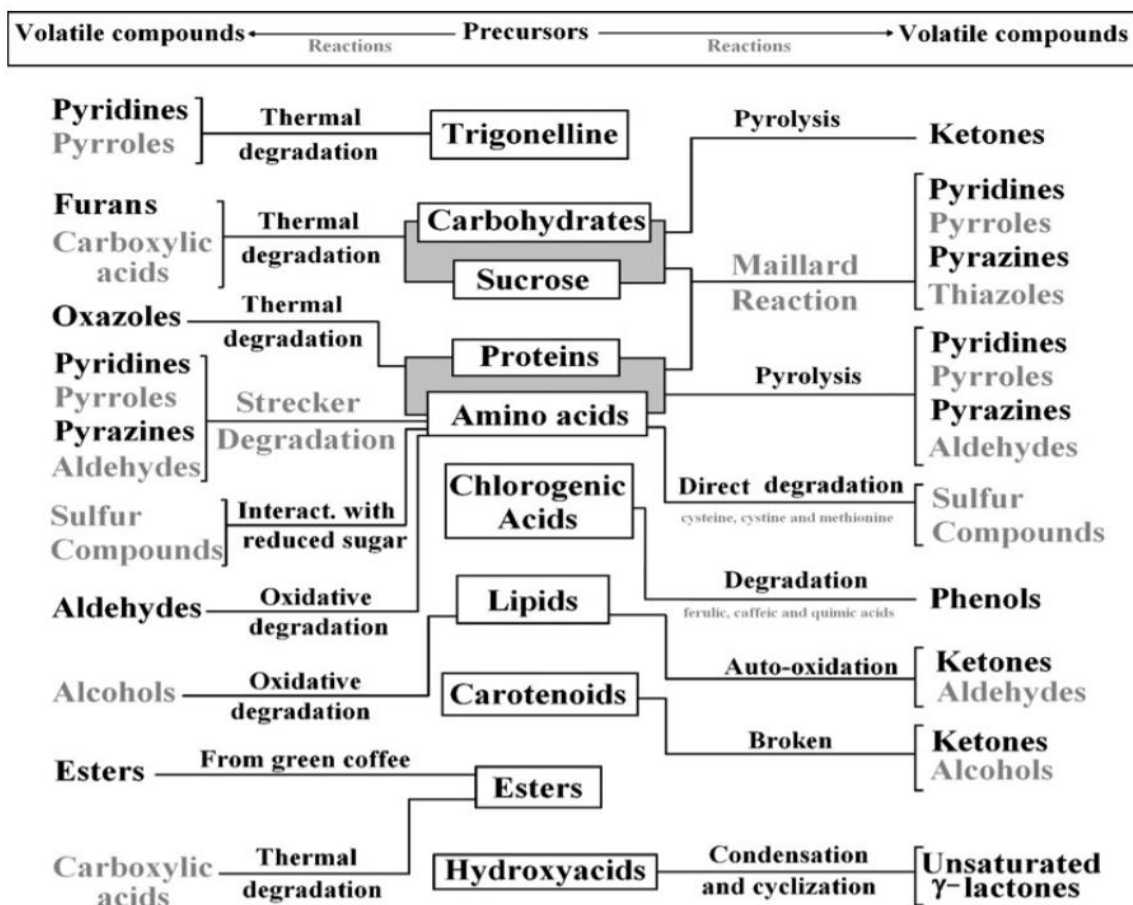 Volatile compounds Reactions Precursors Reactions Volatile compounds
Pyridines
Pyrroles
Thermal
degradation
Trigonelline
Pyrolysis
Ketones
Furans
Carboxylic
acids
Thermal
degradation
Carbohydrates
Sucrose
Maillard
Reaction
Pyridines
Pyrroles
Pyrazines
Thiazoles
Oxazoles
Thermal
degradation
Proteins
Amino acids
Pyrolysis
Pyridines
Pyrroles
Pyrazines
Aldehydes
Pyridines
Pyrroles
Pyrazines
Aldehydes
Strecker
Degradation
Chlorogenic
Acids
Direct degradation
cysteine, cystine and methionine
Sulfur
Compounds
Sulfur
Compounds
Interact. with
reduced sugar
Degradation
ferulic, caffeic and quimic acids
Phenols
Aldehydes
Oxidative
degradation
Lipids
Auto-oxidation
Ketones
Aldehydes
Alcohols
Oxidative
degradation
Carotenoids
Broken
Ketones
Alcohols
Esters
From green coffee
Esters
Carboxylic
acids
Thermal
degradation
Hydroxyacids
Condensation
and cyclization
Unsaturated
γ-lactones